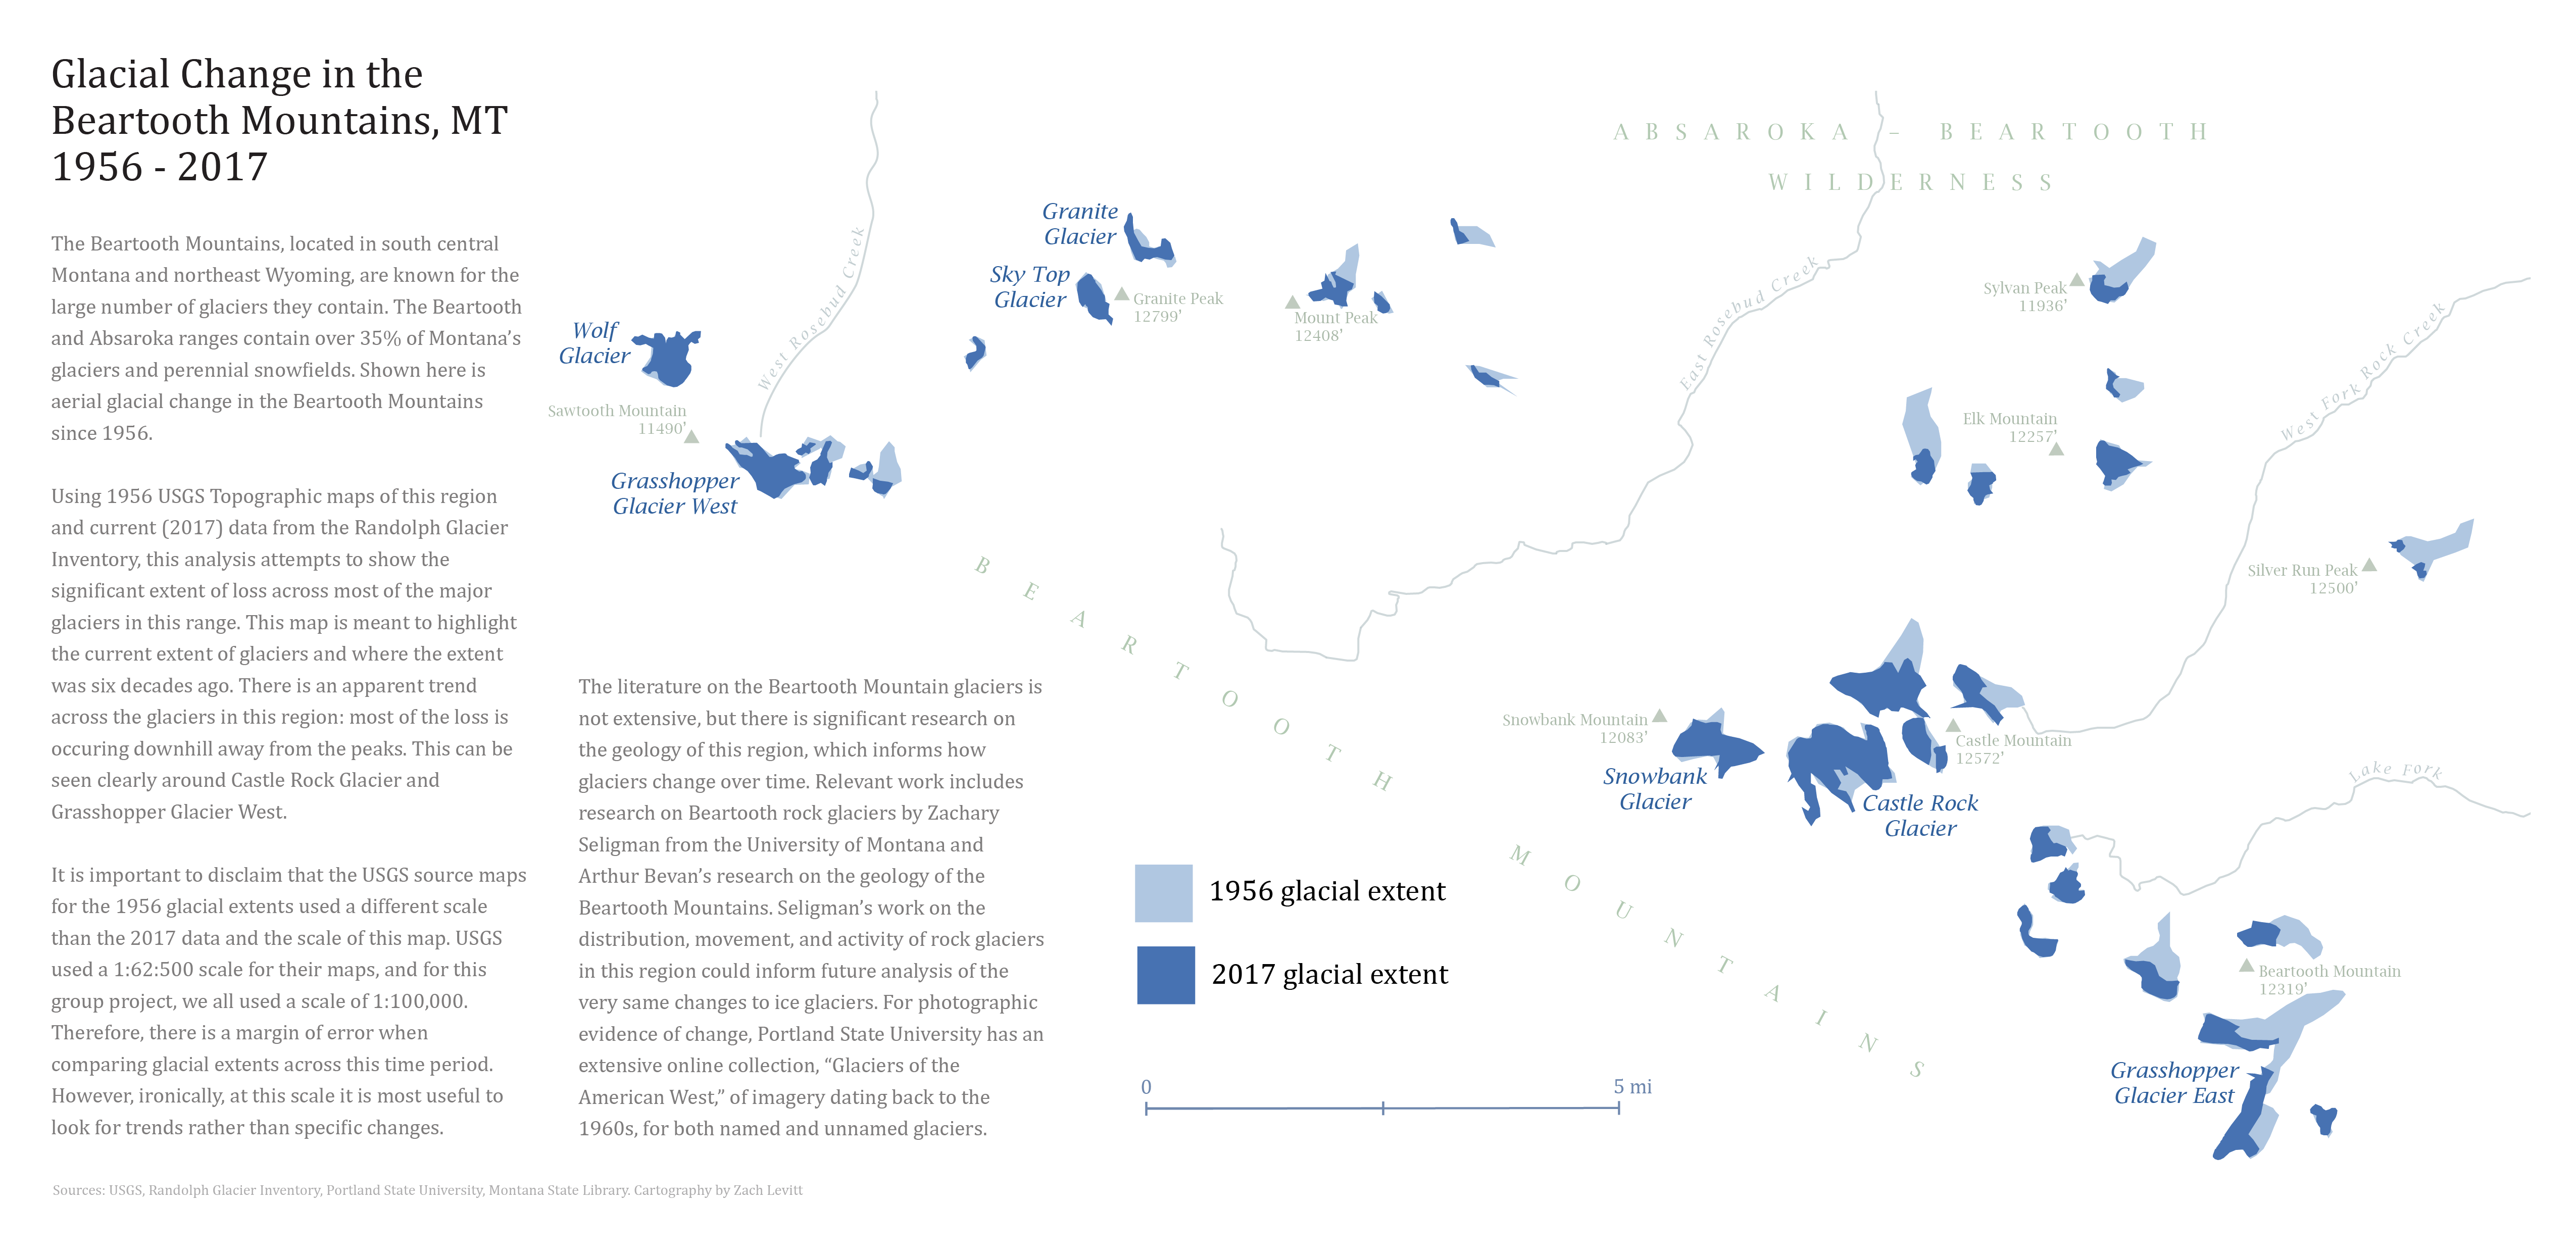 Glacial Change in the
Beartooth Mountains, MT
1956 - 2017
The Beartooth Mountains, located in south central
Montana and northeast Wyoming, are known for the
large number of glaciers they contain. The Beartooth
and Absaroka ranges contain over 35% of Montana’s
glaciers and perennial snowfields. Shown here is
aerial glacial change in the Beartooth Mountains
since 1956.
Using 1956 USGS Topographic maps of this region
and current (2017) data from the Randolph Glacier
Inventory, this analysis attempts to show the
significant extent of loss across most of the major
glaciers in this range. This map is meant to highlight
the current extent of glaciers and where the extent
was six decades ago. There is an apparent trend
across the glaciers in this region: most of the loss is
occuring downhill away from the peaks. This can be
seen clearly around Castle Rock Glacier and
Grasshopper Glacier West.
It is important to disclaim that the USGS source maps
for the 1956 glacial extents used a different scale
than the 2017 data and the scale of this map. USGS
used a 1:62:500 scale for their maps, and for this
group project, we all used a scale of 1:100,000.
Therefore, there is a margin of error when
comparing glacial extents across this time period.
However, ironically, at this scale it is most useful to
look for trends rather than specific changes.
The literature on the Beartooth Mountain glaciers is
not extensive, but there is significant research on
the geology of this region, which informs how
glaciers change over time. Relevant work includes
research on Beartooth rock glaciers by Zachary
Seligman from the University of Montana and
Arthur Bevan’s research on the geology of the
Beartooth Mountains. Seligman’s work on the
distribution, movement, and activity of rock glaciers
in this region could inform future analysis of the
very same changes to ice glaciers. For photographic
evidence of change, Portland State University has an
extensive online collection, “Glaciers of the
American West,” of imagery dating back to the
1960s, for both named and unnamed glaciers.
ABSAROKA – BEARTOOTH
WILDERNESS
Granite
Glacier
Sky Top
Glacier
Granite Peak
12799'
Mount Peak
12408'
Wolf
Glacier
Sawtooth Mountain
11490'
Grasshopper
Glacier West
West Rosebud Creek
East Rosebud Creek
Sylvan Peak
11936'
Elk Mountain
12257'
West Fork Rock Creek
Silver Run Peak
12500'
BEARTOOTH MOUNTAINS
Snowbank Mountain
12083'
Snowbank
Glacier
Castle Mountain
12572'
Castle Rock
Glacier
Lake Fork
Beartooth Mountain
12319'
Grasshopper
Glacier East
1956 glacial extent
2017 glacial extent
0 5 mi
Sources: USGS, Randolph Glacier Inventory, Portland State University, Montana State Library. Cartography by Zach Levitt